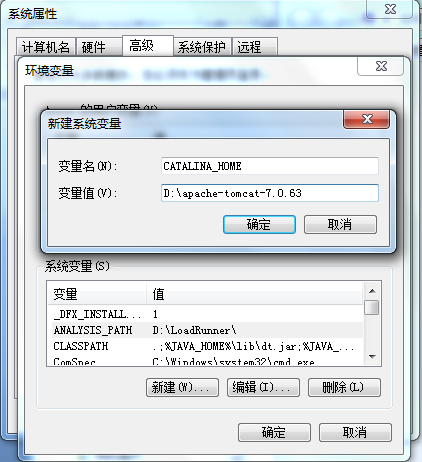 系统属性
计算机名 硬件 高级 系统保护 远程
环境变量
的用户变量(U)
新建系统变量
变量名(N): CATALINA_HOME
变量值(V): D:\apache-tomcat-7.0.63
确定 取消
系统变量(S)
变量 值
_DFX_INSTALL... 1
ANALYSIS_PATH D:\LoadRunner\
CLASSPATH .;%JAVA_HOME%\lib\dt.jar;%JAVA_...
ComSpec C:\Windows\system32\cmd.exe
新建(W)... 编辑(I)... 删除(L)
确定 取消